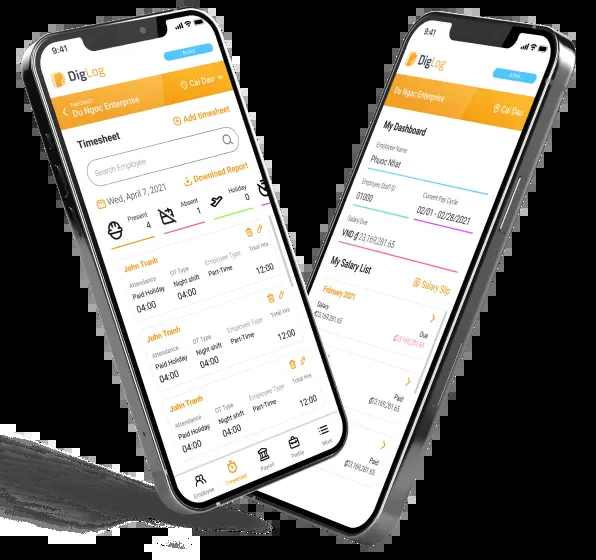 9:41
DigLog
Active
TIMESHEET
Du Ngoc Enterprise
Cai Dau
Timesheet
Add timesheet
Search Employee
Wed, April 7, 2021
Download Report
Present
4
Absent
1
Holiday
0
John Tranh
Attendance
OT Type
Employee Type
Total Hrs
Paid Holiday
Night shift
Part-Time
04:00
04:00
12:00
John Tranh
Attendance
OT Type
Employee Type
Total Hrs
Paid Holiday
Night shift
Part-Time
04:00
04:00
12:00
John Tranh
Attendance
OT Type
Employee Type
Total Hrs
Paid Holiday
Night shift
Part-Time
04:00
04:00
12:00
Employee
Timesheet
Payroll
Profile
More
9:41
DigLog
Active
Du Ngoc Enterprise
Cai Dau
My Dashboard
Employee Name
Phuoc Nhat
Employee Staff ID
Current Pay Cycle
01000
02/01 - 02/28/2021
Salary Due
VND ₫ 23,169,281.65
My Salary List
Salary Slip
February 2021
Salary
Due
₫23,169,281.65
Paid
₫23,169,281.65
Paid
₫23,169,281.65